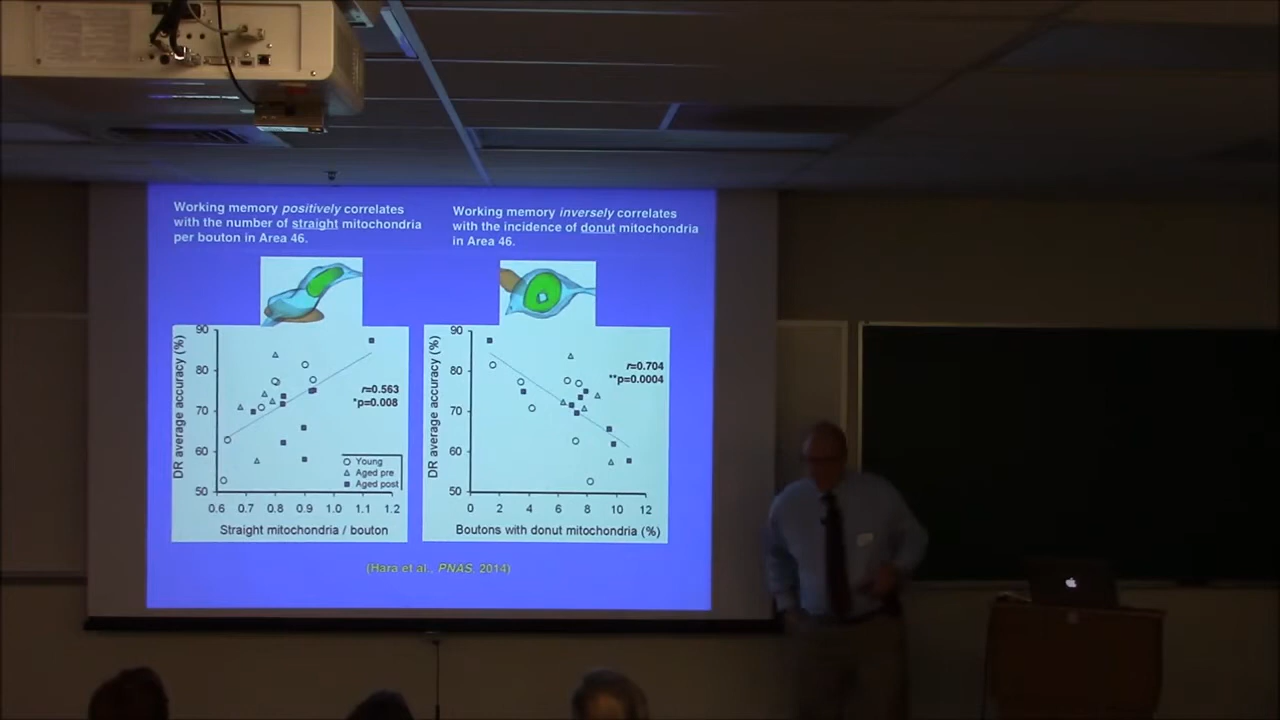 Working memory positively correlates
with the number of straight mitochondria
per bouton in Area 46.
Working memory inversely correlates
with the incidence of donut mitochondria
in Area 46.
DR average accuracy (%)
90
80
70
60
50
0.6 0.7 0.8 0.9 1.0 1.1 1.2
Straight mitochondria / bouton
r=0.563
*p=0.008
Young
Aged pre
Aged post
DR average accuracy (%)
90
80
70
60
50
0 2 4 6 8 10 12
Boutons with donut mitochondria (%)
r=0.704
**p=0.0004
(Hara et al., PNAS, 2014)